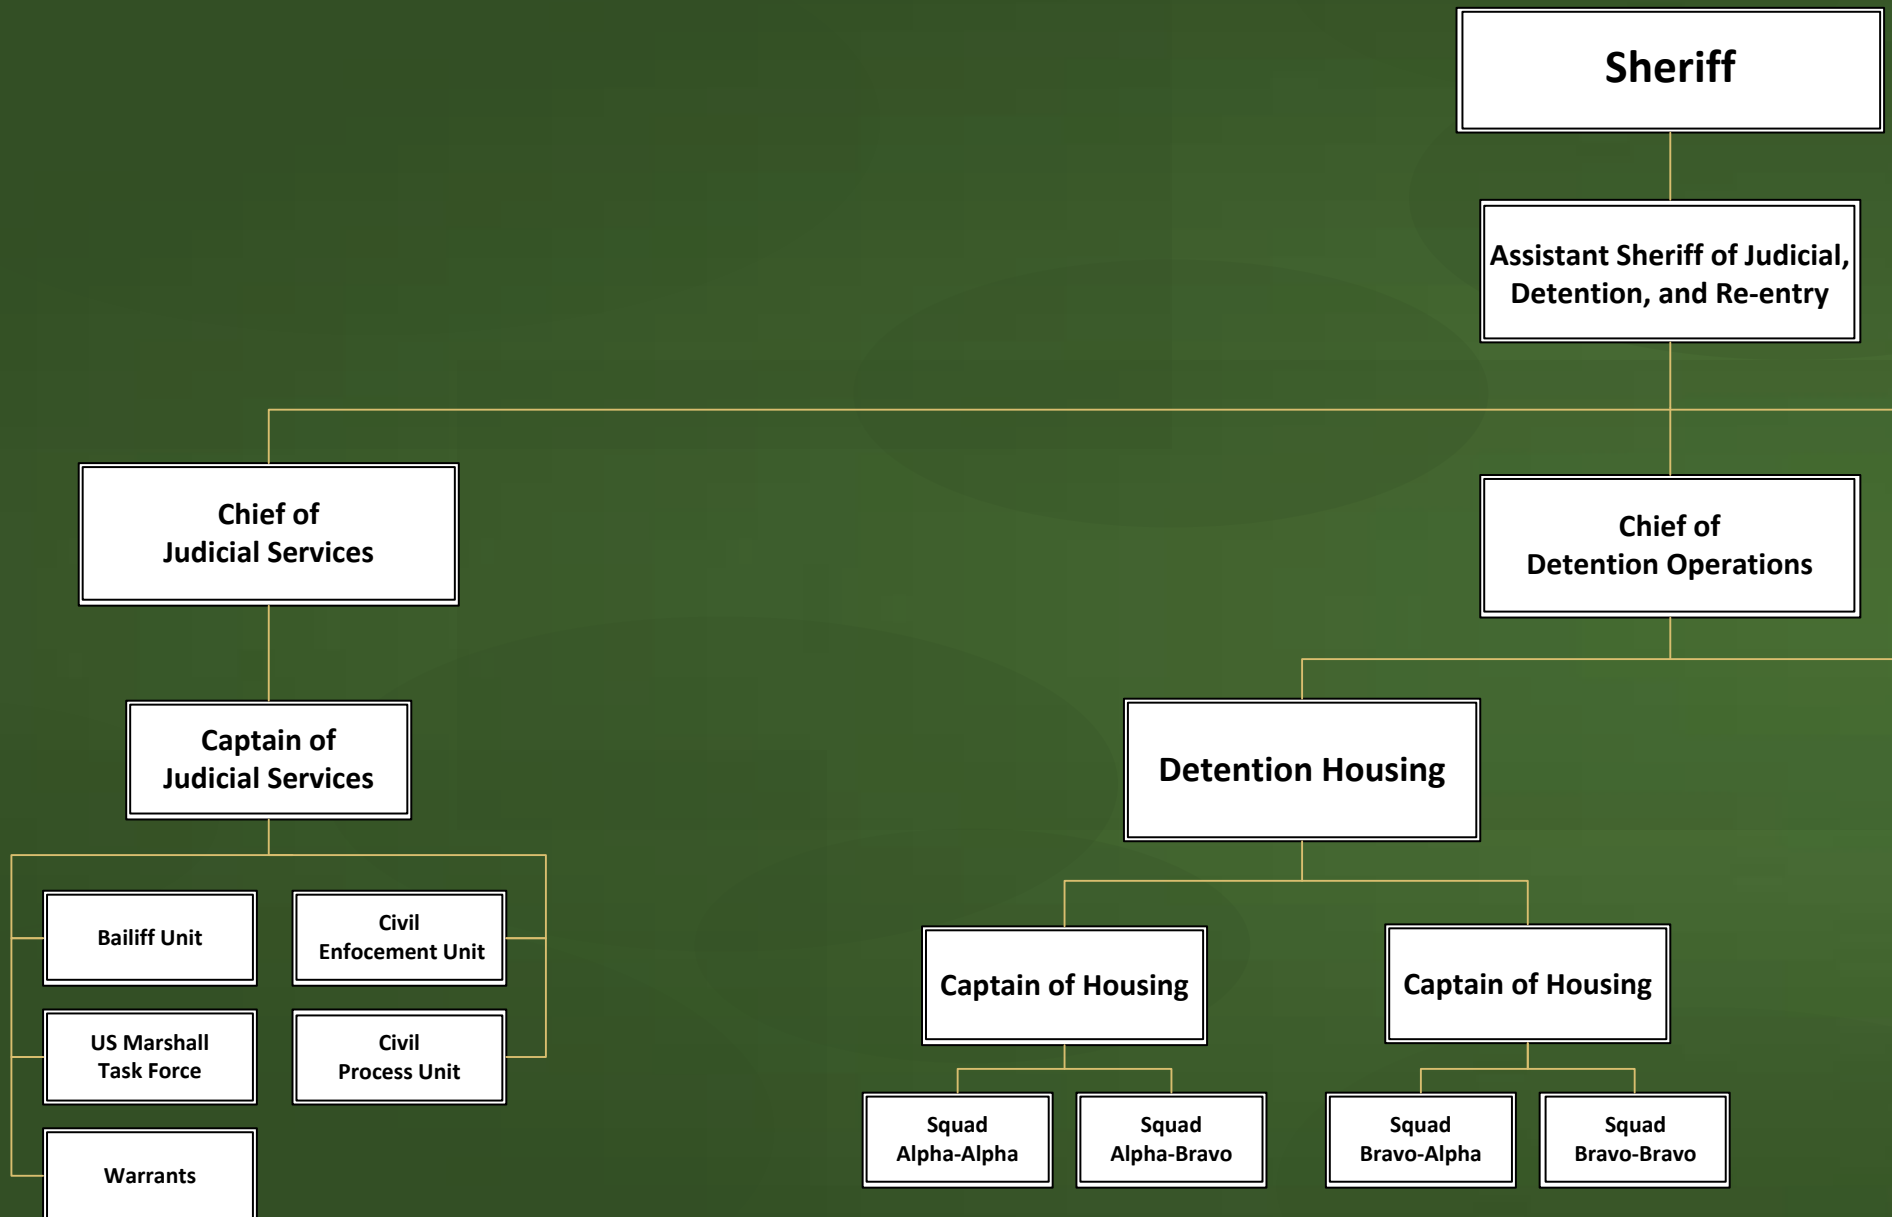 Sheriff
Assistant Sheriff of Judicial,
Detention, and Re-entry
Chief of
Judicial Services
Chief of
Detention Operations
Captain of
Judicial Services
Detention Housing
Bailiff Unit
Civil
Enfocement Unit
US Marshall
Task Force
Civil
Process Unit
Warrants
Captain of Housing
Captain of Housing
Squad
Alpha-Alpha
Squad
Alpha-Bravo
Squad
Bravo-Alpha
Squad
Bravo-Bravo